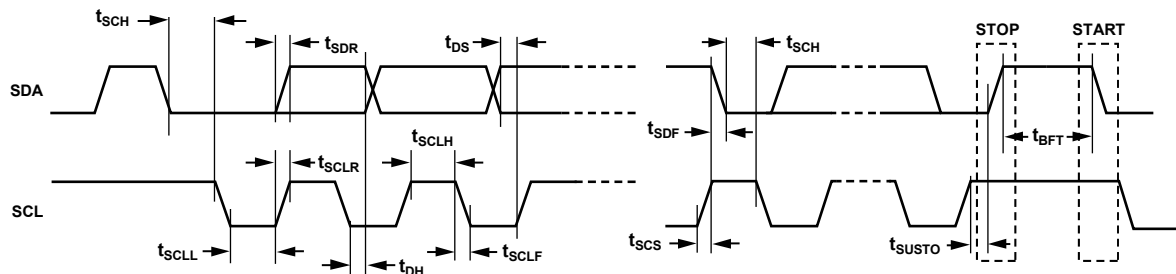 STOP START
tSCH tSDR tDS tSCH
SDA
tSCLH tSDF tBFT
tSCLR
SCL
tSCLL tDH tSCLF tSCS tSUSTO